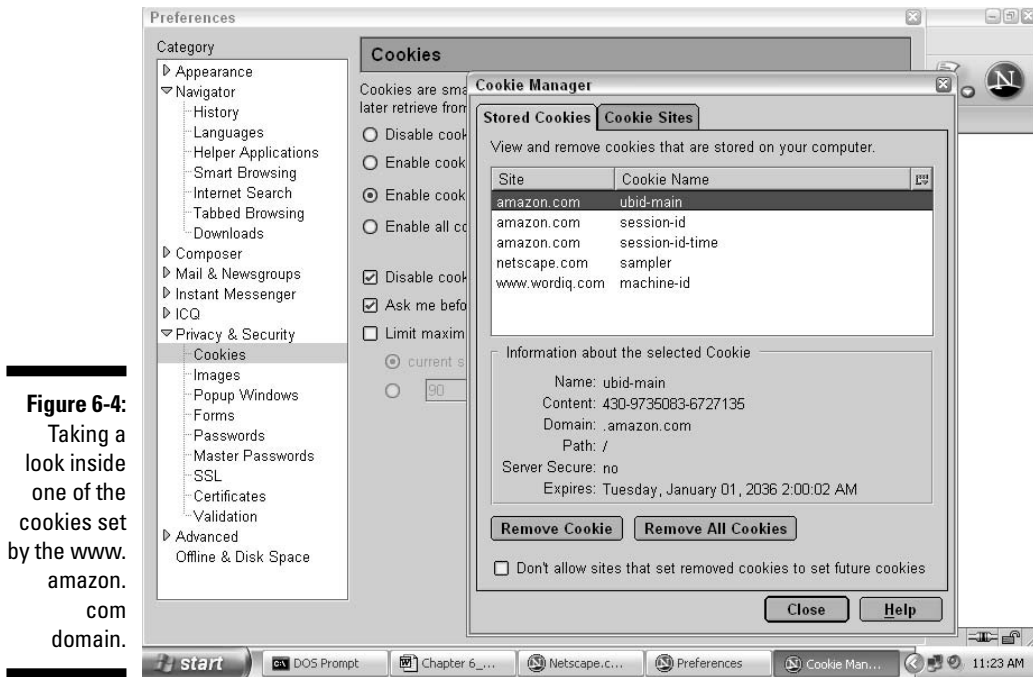 Figure 6-4:
Taking a
look inside
one of the
cookies set
by the www.
amazon.
com
domain.
Preferences
Category
Appearance
Navigator
History
Languages
Helper Applications
Smart Browsing
Internet Search
Tabbed Browsing
Downloads
Composer
Mail & Newsgroups
Instant Messenger
ICQ
Privacy & Security
Cookies
Images
Popup Windows
Forms
Passwords
Master Passwords
SSL
Certificates
Validation
Advanced
Offline & Disk Space
Cookies
Cookies are sma
later retrieve from
Disable cook
Enable cook
Enable cook
Enable all co
Disable cook
Ask me befo
Limit maxim
current s
90
Cookie Manager
Stored Cookies Cookie Sites
View and remove cookies that are stored on your computer.
Site Cookie Name
amazon.com ubid-main
amazon.com session-id
amazon.com session-id-time
netscape.com sampler
www.wordiq.com machine-id
Information about the selected Cookie
Name: ubid-main
Content: 430-9735083-6727135
Domain: .amazon.com
Path: /
Server Secure: no
Expires: Tuesday, January 01, 2036 2:00:02 AM
Remove Cookie Remove All Cookies
Don't allow sites that set removed cookies to set future cookies
Close Help
N
start DOS Prompt Chapter 6_... Netscape.c... Preferences Cookie Man... 11:23 AM